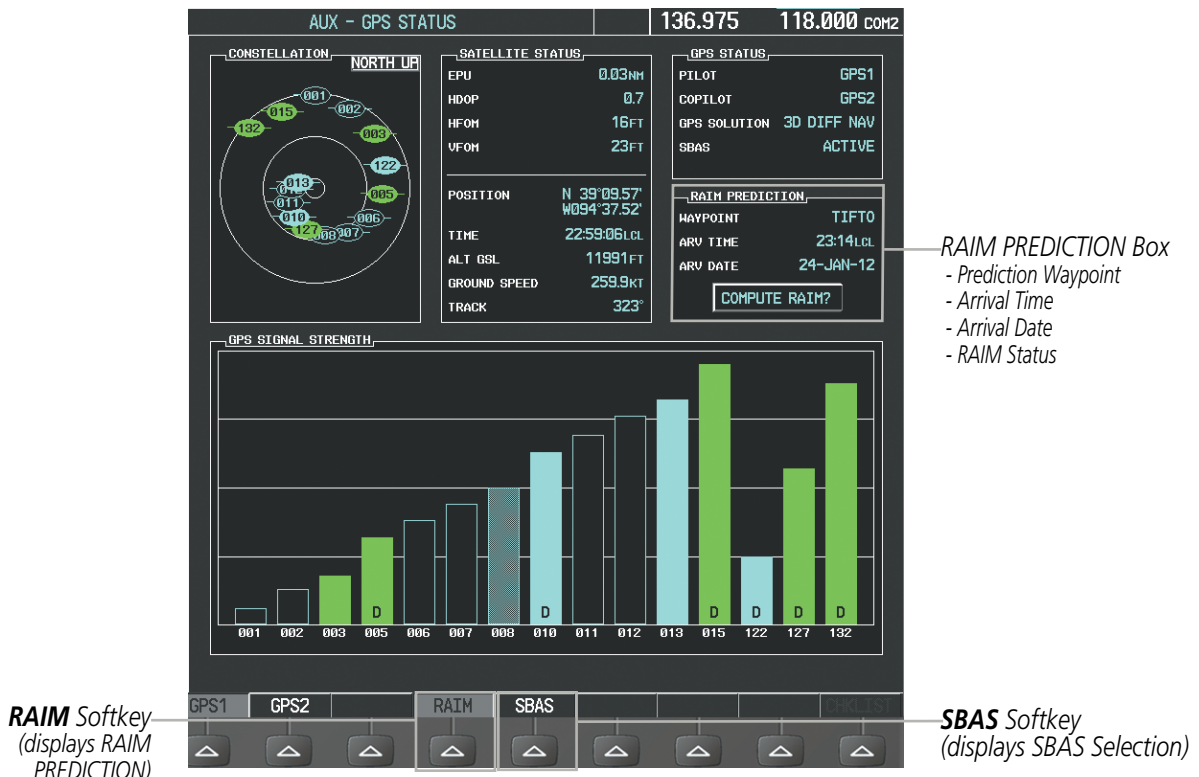 AUX - GPS STATUS
136.975 118.000 COM2
CONSTELLATION
NORTH UP
001
015
002
132
003
122
013
005
011
010
006
127
008
007
SATELLITE STATUS
EPU 0.03NM
HDOP 0.7
HFOM 16FT
VFOM 23FT
POSITION N 39°09.57'
W094°37.52'
TIME 22:59:06LCL
ALT GSL 11991FT
GROUND SPEED 259.9KT
TRACK 323°
GPS STATUS
PILOT GPS1
COPILOT GPS2
GPS SOLUTION 3D DIFF NAV
SBAS ACTIVE
RAIM PREDICTION
WAYPOINT TIFTO
ARV TIME 23:14LCL
ARV DATE 24-JAN-12
COMPUTE RAIM?
RAIM PREDICTION Box
- Prediction Waypoint
- Arrival Time
- Arrival Date
- RAIM Status
GPS SIGNAL STRENGTH
D D D D D D
001 002 003 005 006 007 008 010 011 012 013 015 122 127 132
GPS1 GPS2 RAIM SBAS CHKLIST
RAIM Softkey
(displays RAIM
PREDICTION)
SBAS Softkey
(displays SBAS Selection)